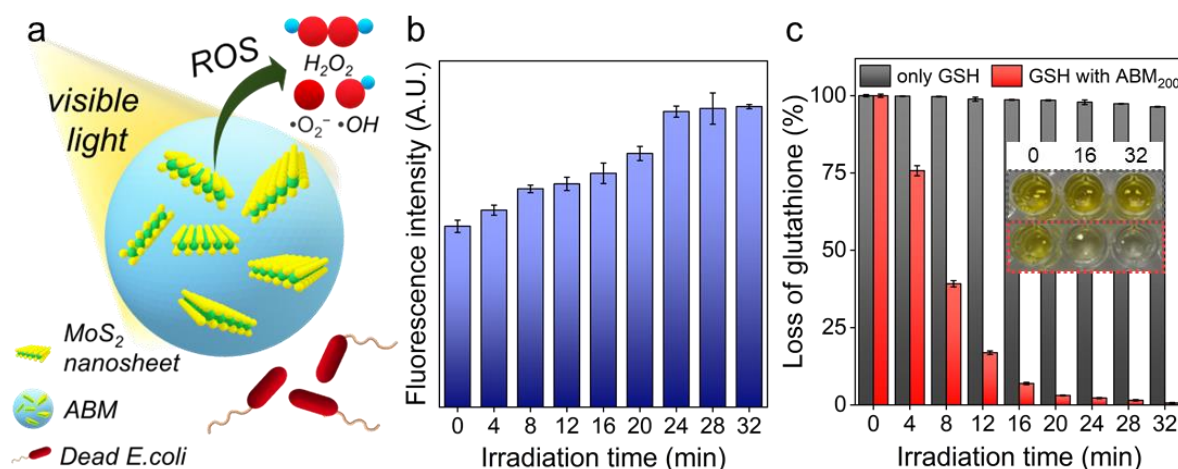 a
visible
light
ROS
H₂O₂
•O₂⁻ •OH
MoS₂
nanosheet
ABM
Dead E.coli
b
Fluorescence intensity (A.U.)
0 4 8 12 16 20 24 28 32
Irradiation time (min)
c
only GSH GSH with ABM₂₀₀
Loss of glutathione (%)
100
75
50
25
0
0 16 32
0 4 8 12 16 20 24 28 32
Irradiation time (min)